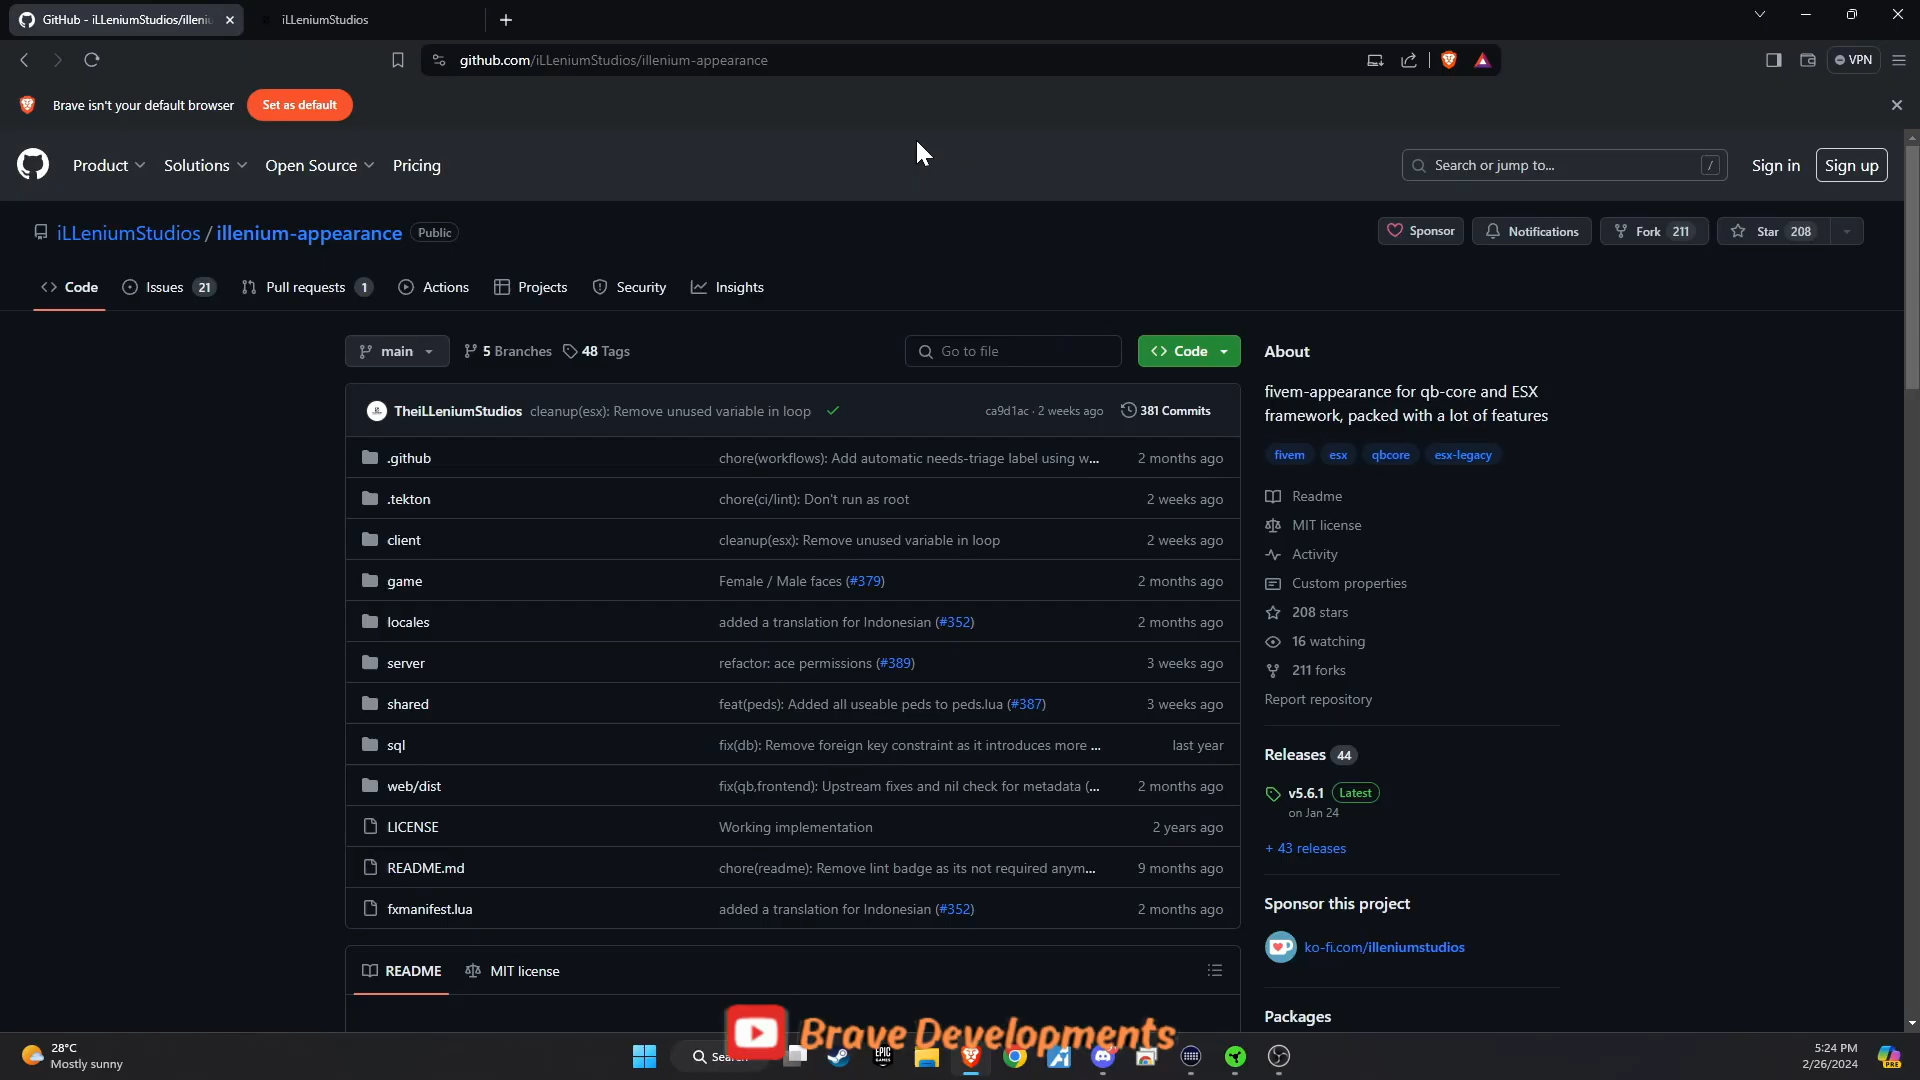 GitHub - iLLeniumStudios/illeni
iLLeniumStudios
github.com/iLLeniumStudios/illenium-appearance
VPN
Brave isn't your default browser
Set as default
Product
Solutions
Open Source
Pricing
Search or jump to...
/
Sign in
Sign up
iLLeniumStudios / illenium-appearance
Public
Sponsor
Notifications
Fork 211
Star 208
Code
Issues 21
Pull requests 1
Actions
Projects
Security
Insights
main
5 Branches
48 Tags
Go to file
Code
TheiLLeniumStudios cleanup(esx): Remove unused variable in loop
ca9d1ac · 2 weeks ago
381 Commits
.github chore(workflows): Add automatic needs-triage label using w... 2 months ago
.tekton chore(ci/lint): Don't run as root 2 weeks ago
client cleanup(esx): Remove unused variable in loop 2 weeks ago
game Female / Male faces (#379) 2 months ago
locales added a translation for Indonesian (#352) 2 months ago
server refactor: ace permissions (#389) 3 weeks ago
shared feat(peds): Added all useable peds to peds.lua (#387) 3 weeks ago
sql fix(db): Remove foreign key constraint as it introduces more ... last year
web/dist fix(qb,frontend): Upstream fixes and nil check for metadata (... 2 months ago
LICENSE Working implementation 2 years ago
README.md chore(readme): Remove lint badge as its not required anym... 9 months ago
fxmanifest.lua added a translation for Indonesian (#352) 2 months ago
README
MIT license
About
fivem-appearance for qb-core and ESX
framework, packed with a lot of features
fivem esx qbcore esx-legacy
Readme
MIT license
Activity
Custom properties
208 stars
16 watching
211 forks
Report repository
Releases 44
v5.6.1 Latest
on Jan 24
+ 43 releases
Sponsor this project
ko-fi.com/illeniumstudios
Packages
Brave Developments
28°C
Mostly sunny
EPIC
GAMES
5:24 PM
2/26/2024
PRE